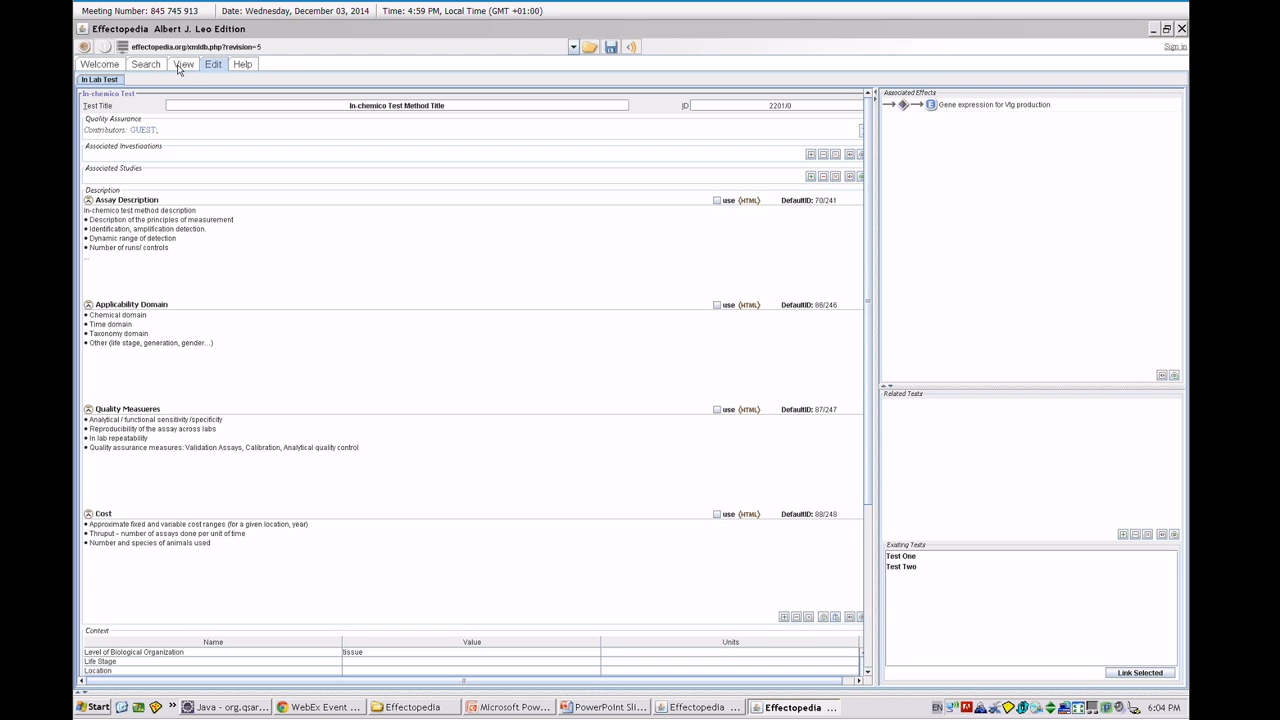 Meeting Number: 845 745 913 Date: Wednesday, December 03, 2014 Time: 4:59 PM, Local Time (GMT +01:00)
Effectopedia Albert J. Leo Edition
effectopedia.org/xmldb.php?revision=5
Sign in
Welcome Search View Edit Help
In Lab Test
In-chemico Test
Test Title In-chemico Test Method Title ID 2201/0
Quality Assurance
Contributors: GUEST;
Associated Investigations
Associated Studies
Description
Assay Description use (HTML) DefaultID: 70/241
In-chemico test method description
• Description of the principles of measurement
• Identification, amplification detection.
• Dynamic range of detection
• Number of runs/ controls
...
Applicability Domain use (HTML) DefaultID: 86/246
• Chemical domain
• Time domain
• Taxonomy domain
• Other (life stage, generation, gender...)
Quality Measueres use (HTML) DefaultID: 87/247
• Analytical / functional sensitivity /specificity
• Reproducibility of the assay across labs
• In lab repeatability
• Quality assurance measures: Validation Assays, Calibration, Analytical quality control
Cost use (HTML) DefaultID: 88/248
• Approximate fixed and variable cost ranges (for a given location, year)
• Thruput - number of assays done per unit of time
• Number and species of animals used
Context
Name Value Units
Level of Biological Organization tissue
Life Stage
Location
Associated Effects
E Gene expression for Vtg production
Related Tests
Existing Tests
Test One
Test Two
Link Selected
Start Java - org.qsar... WebEx Event ... Effectopedia Microsoft Pow... PowerPoint Sli... Effectopedia ... Effectopedia ... EN 6:04 PM